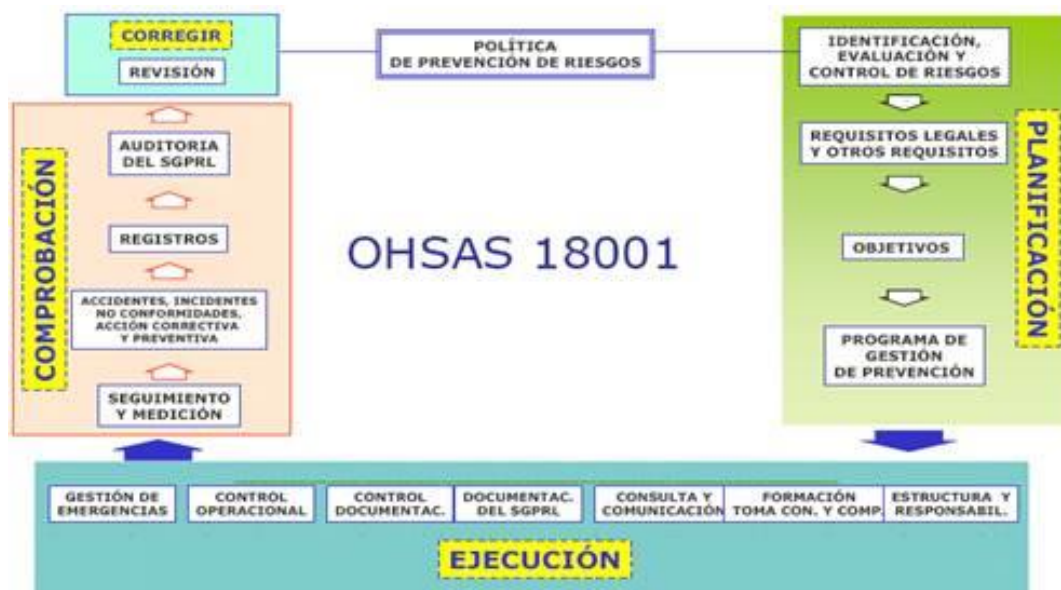 CORREGIR
REVISIÓN
POLÍTICA
DE PREVENCIÓN DE RIESGOS
IDENTIFICACIÓN,
EVALUACIÓN Y
CONTROL DE RIESGOS
REQUISITOS LEGALES
Y OTROS REQUISITOS
OBJETIVOS
PROGRAMA DE
GESTIÓN
DE PREVENCIÓN
PLANIFICACIÓN
OHSAS 18001
COMPROBACIÓN
AUDITORIA
DEL SGPRL
REGISTROS
ACCIDENTES, INCIDENTES
NO CONFORMIDADES,
ACCIÓN CORRECTIVA
Y PREVENTIVA
SEGUIMIENTO
Y MEDICIÓN
GESTIÓN DE
EMERGENCIAS
CONTROL
OPERACIONAL
CONTROL
DOCUMENTAC.
DOCUMENTAC.
DEL SGPRL
CONSULTA Y
COMUNICACIÓN
FORMACIÓN
TOMA CON. Y COMP.
ESTRUCTURA Y
RESPONSABIL.
EJECUCIÓN